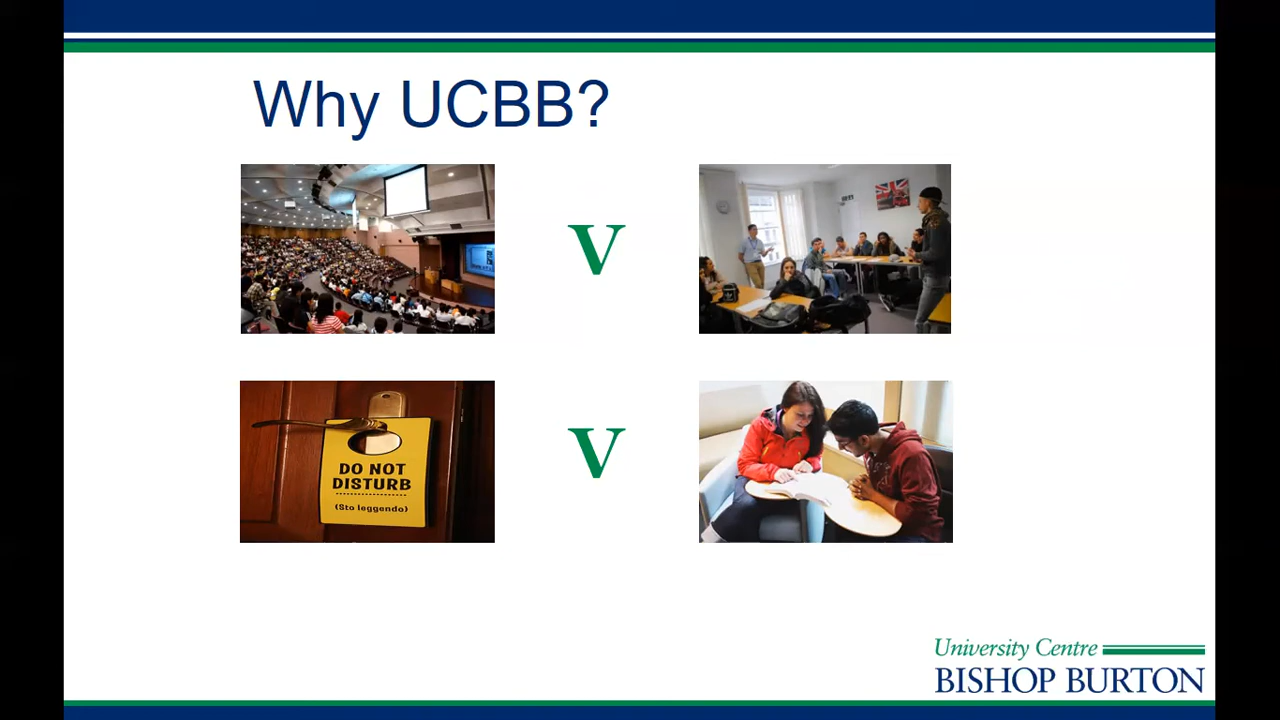 Why UCBB?
V
DO NOT
DISTURB
(Sto leggendo)
V
University Centre
BISHOP BURTON